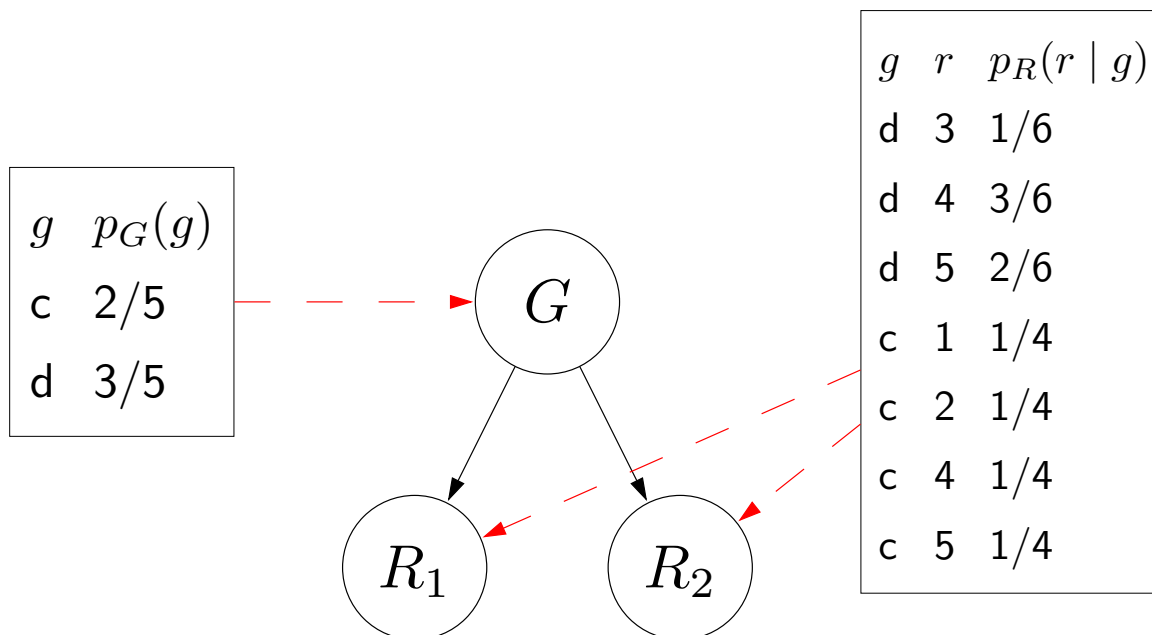 g p_G(g)
c 2/5
d 3/5
G
R_1
R_2
g r p_R(r | g)
d 3 1/6
d 4 3/6
d 5 2/6
c 1 1/4
c 2 1/4
c 4 1/4
c 5 1/4